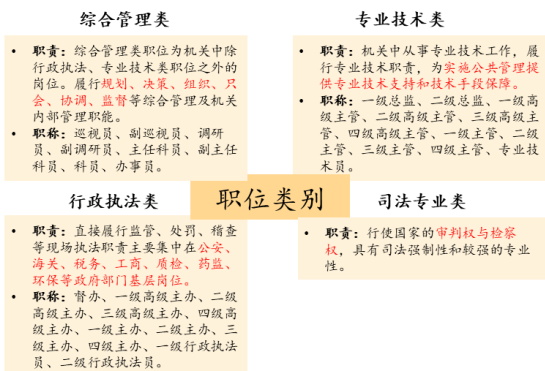 综合管理类
• 职责：综合管理类职位为机关中除
行政执法、专业技术类职位之外的
岗位。履行规划、决策、组织、只
会、协调、监督等综合管理及机关
内部管理职能。
• 职称：巡视员、副巡视员、调研
员、副调研员、主任科员、副主任
科员、科员、办事员。
专业技术类
• 职责：机关中从事专业技术工作，履
行专业技术职责，为实施公共管理提
供专业技术支持和技术手段保障。
• 职称：一级总监、二级总监、一级高
级主管、二级高级主管、三级高级主
管、四级高级主管、一级主管、二级
主管、三级主管、四级主管、专业技
术员。
职位类别
行政执法类
• 职责：直接履行监管、处罚、稽查
等现场执法职责主要集中在公安、
海关、税务、工商、质检、药监、
环保等政府部门基层岗位。
• 职称：督办、一级高级主办、二级
高级主办、三级高级主办、四级高
级主办、一级主办、二级主办、三
级主办、四级主办、一级行政执法
员、二级行政执法员。
司法专业类
• 职责：行使国家的审判权与检察
权，具有司法强制性和较强的专业
性。